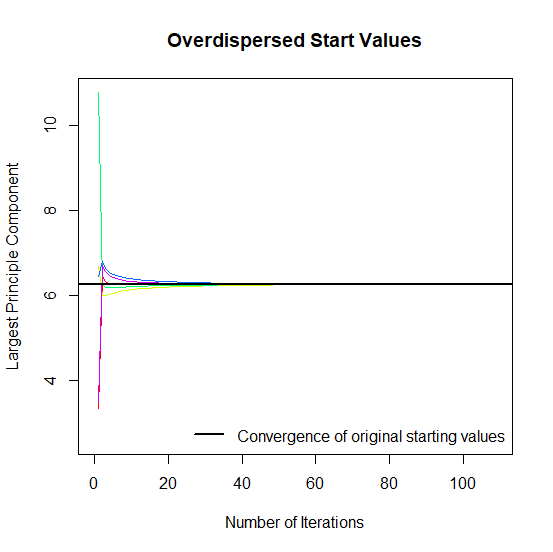 Overdispersed Start Values
Largest Principle Component
10
8
6
4
Convergence of original starting values
0 20 40 60 80 100
Number of Iterations